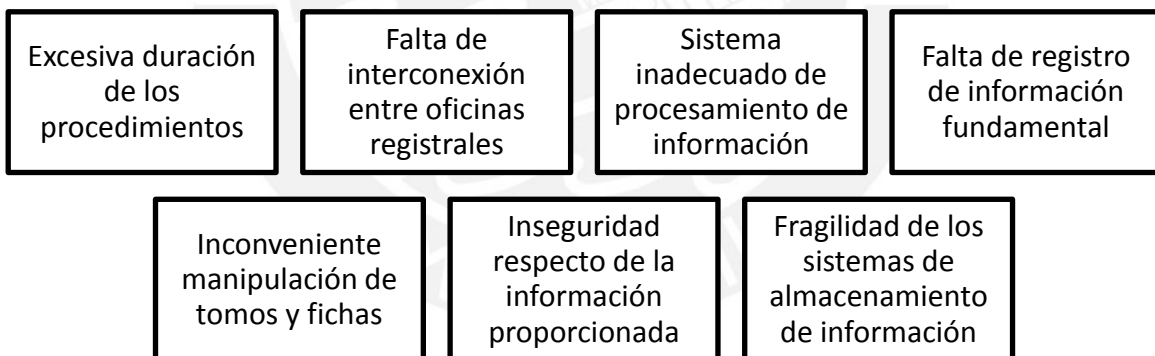 Excesiva duración
de los
procedimientos
Falta de
interconexión
entre oficinas
registrales
Sistema
inadecuado de
procesamiento de
información
Falta de registro
de información
fundamental
Inconveniente
manipulación de
tomos y fichas
Inseguridad
respecto de la
información
proporcionada
Fragilidad de los
sistemas de
almacenamiento
de información